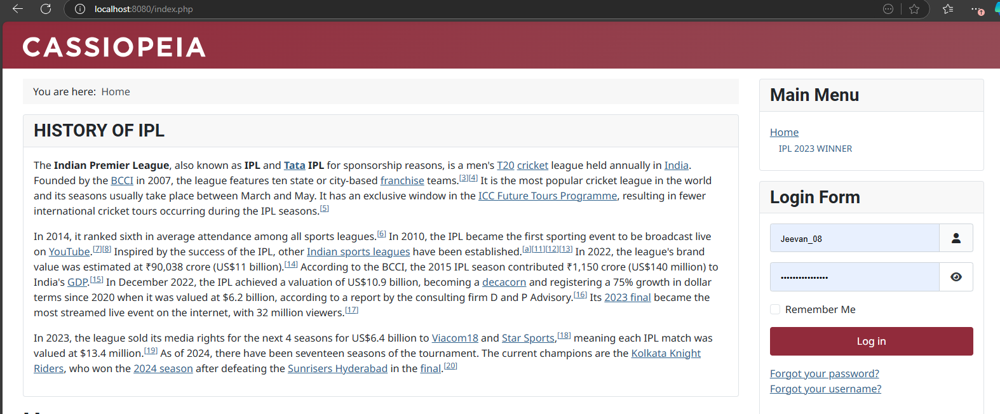 localhost:8080/index.php
CASSIOPEIA
You are here: Home
HISTORY OF IPL
The Indian Premier League, also known as IPL and Tata IPL for sponsorship reasons, is a men's T20 cricket league held annually in India.
Founded by the BCCI in 2007, the league features ten state or city-based franchise teams.[3][4] It is the most popular cricket league in the world
and its seasons usually take place between March and May. It has an exclusive window in the ICC Future Tours Programme, resulting in fewer
international cricket tours occurring during the IPL seasons.[5]
In 2014, it ranked sixth in average attendance among all sports leagues.[6] In 2010, the IPL became the first sporting event to be broadcast live
on YouTube.[7][8] Inspired by the success of the IPL, other Indian sports leagues have been established.[a][11][12][13] In 2022, the league's brand
value was estimated at ₹90,038 crore (US$11 billion).[14] According to the BCCI, the 2015 IPL season contributed ₹1,150 crore (US$140 million) to
India's GDP.[15] In December 2022, the IPL achieved a valuation of US$10.9 billion, becoming a decacorn and registering a 75% growth in dollar
terms since 2020 when it was valued at $6.2 billion, according to a report by the consulting firm D and P Advisory.[16] Its 2023 final became the
most streamed live event on the internet, with 32 million viewers.[17]
In 2023, the league sold its media rights for the next 4 seasons for US$6.4 billion to Viacom18 and Star Sports,[18] meaning each IPL match was
valued at $13.4 million.[19] As of 2024, there have been seventeen seasons of the tournament. The current champions are the Kolkata Knight
Riders, who won the 2024 season after defeating the Sunrisers Hyderabad in the final.[20]
Main Menu
Home
IPL 2023 WINNER
Login Form
Jeevan_08
Remember Me
Log in
Forgot your password?
Forgot your username?